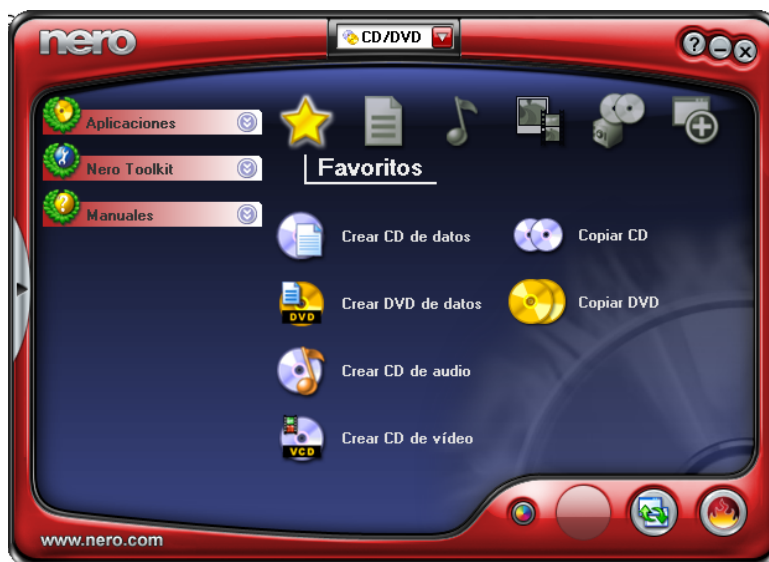 nero
CD/DVD
Aplicaciones
Nero Toolkit
Manuales
Favoritos
Crear CD de datos
Copiar CD
DVD
Crear DVD de datos
Copiar DVD
Crear CD de audio
VCD
Crear CD de vídeo
www.nero.com